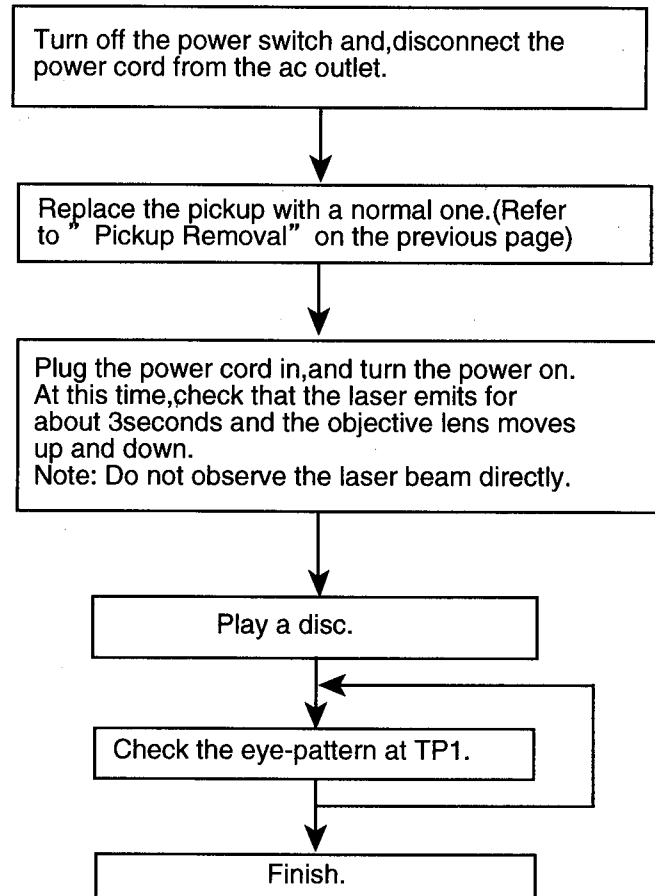 Turn off the power switch and,disconnect the
power cord from the ac outlet.
Replace the pickup with a normal one.(Refer
to " Pickup Removal" on the previous page)
Plug the power cord in,and turn the power on.
At this time,check that the laser emits for
about 3seconds and the objective lens moves
up and down.
Note: Do not observe the laser beam directly.
Play a disc.
Check the eye-pattern at TP1.
Finish.